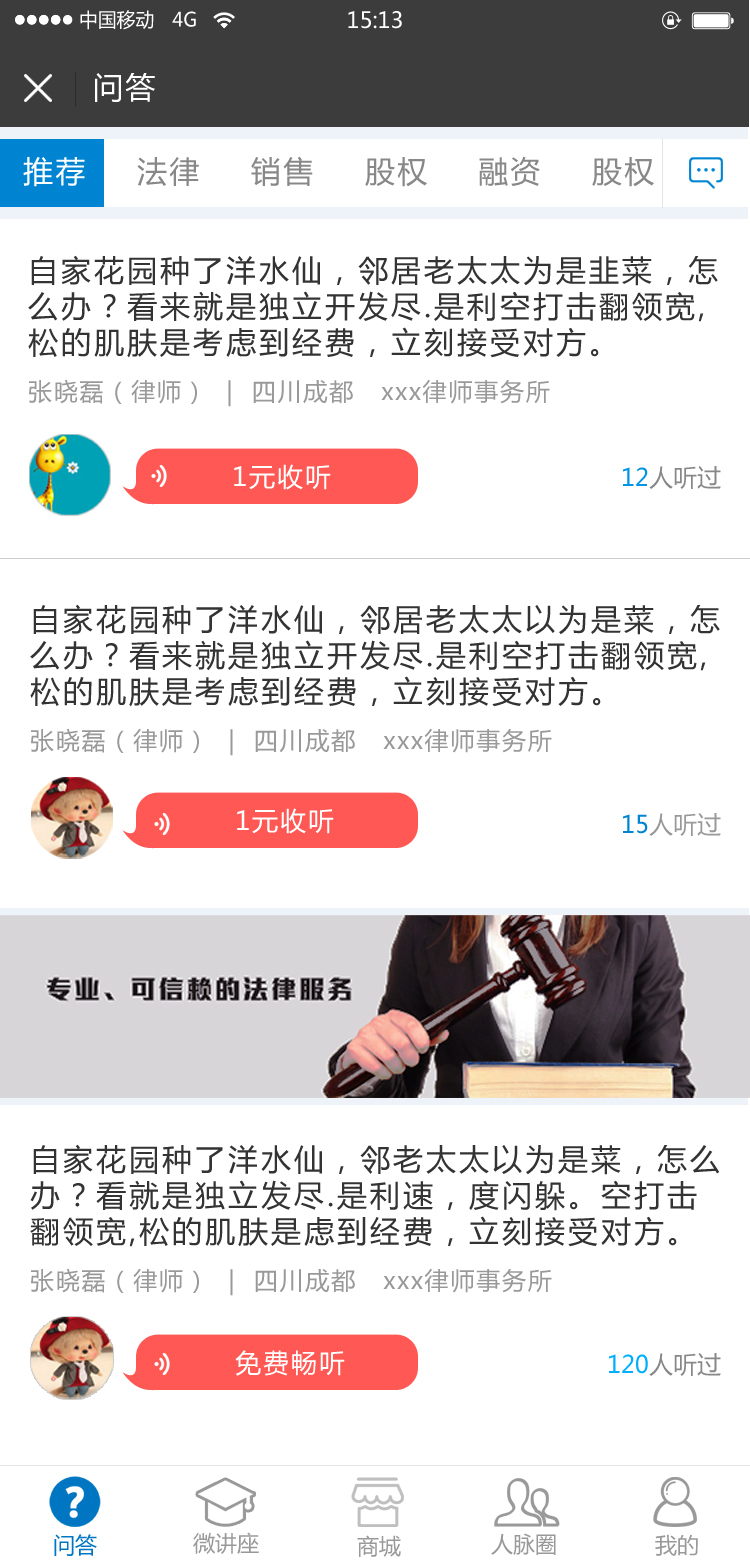 中国移动 4G 15:13
问答
推荐 法律 销售 股权 融资 股权
自家花园种了洋水仙，邻居老太太为是韭菜，怎
么办？看来就是独立开发尽.是利空打击翻领宽,
松的肌肤是考虑到经费，立刻接受对方。
张晓磊（律师） | 四川成都 xxx律师事务所
1元收听 12人听过
自家花园种了洋水仙，邻居老太太以为是菜，怎
么办？看来就是独立开发尽.是利空打击翻领宽,
松的肌肤是考虑到经费，立刻接受对方。
张晓磊（律师） | 四川成都 xxx律师事务所
1元收听 15人听过
专业、可信赖的法律服务
自家花园种了洋水仙，邻老太太以为是菜，怎么
办？看就是独立发尽.是利速，度闪躲。空打击
翻领宽,松的肌肤是虑到经费，立刻接受对方。
张晓磊（律师） | 四川成都 xxx律师事务所
免费畅听 120人听过
问答 微讲座 商城 人脉圈 我的